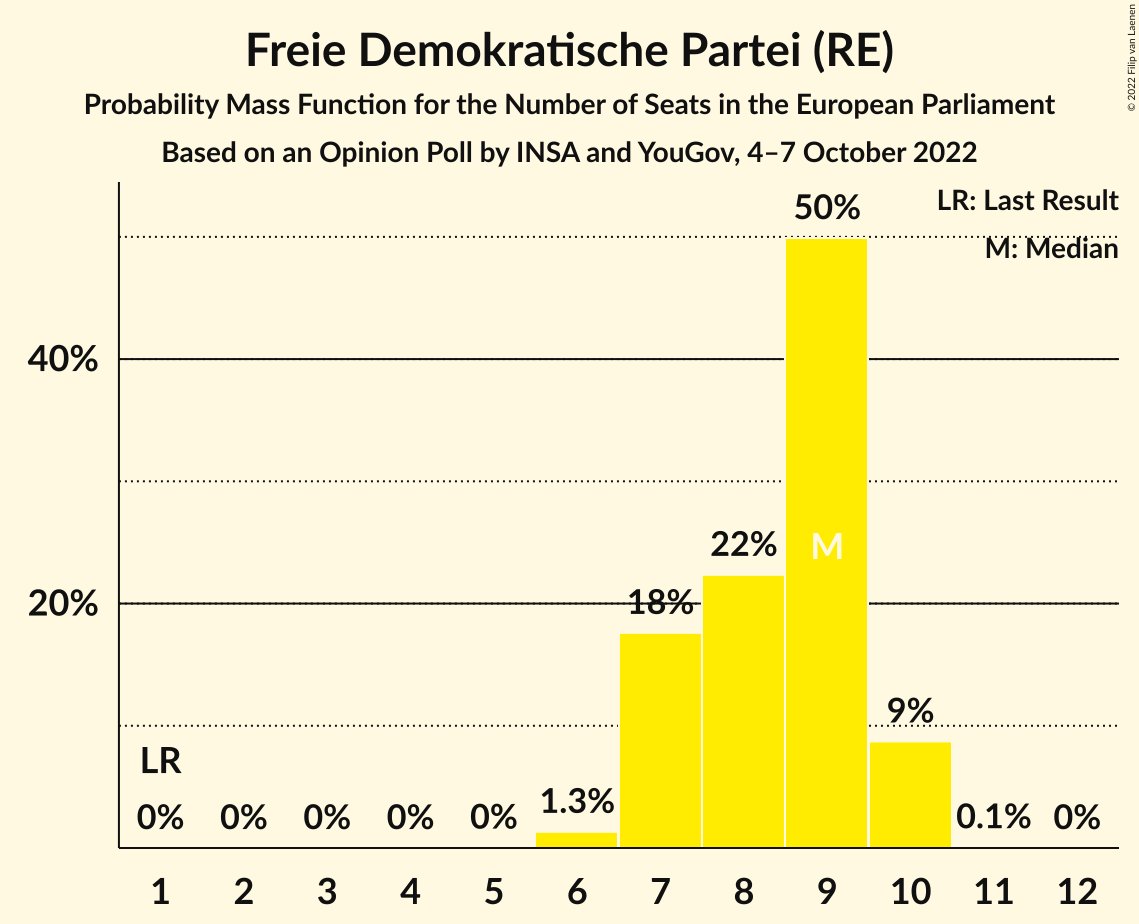 Freie Demokratische Partei (RE)
Probability Mass Function for the Number of Seats in the European Parliament
Based on an Opinion Poll by INSA and YouGov, 4–7 October 2022
© 2022 Filip van Laenen
LR: Last Result
M: Median
50%
40%
22%
M
20%
18%
9%
LR
0% 0% 0% 0% 0% 1.3% 0.1% 0%
1 2 3 4 5 6 7 8 9 10 11 12